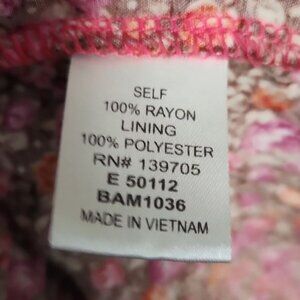 SELF
100% RAYON
LINING
100% POLYESTER
RN# 139705
E 50112
BAM1036
MADE IN VIETNAM